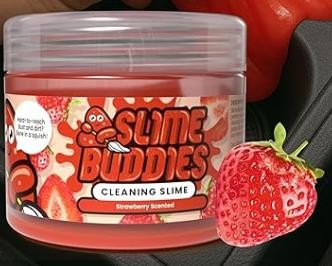 Hard-to-reach
dust and dirt?
Gone in a squish!
SLIME
BUDDIES
CLEANING SLIME
Strawberry Scented